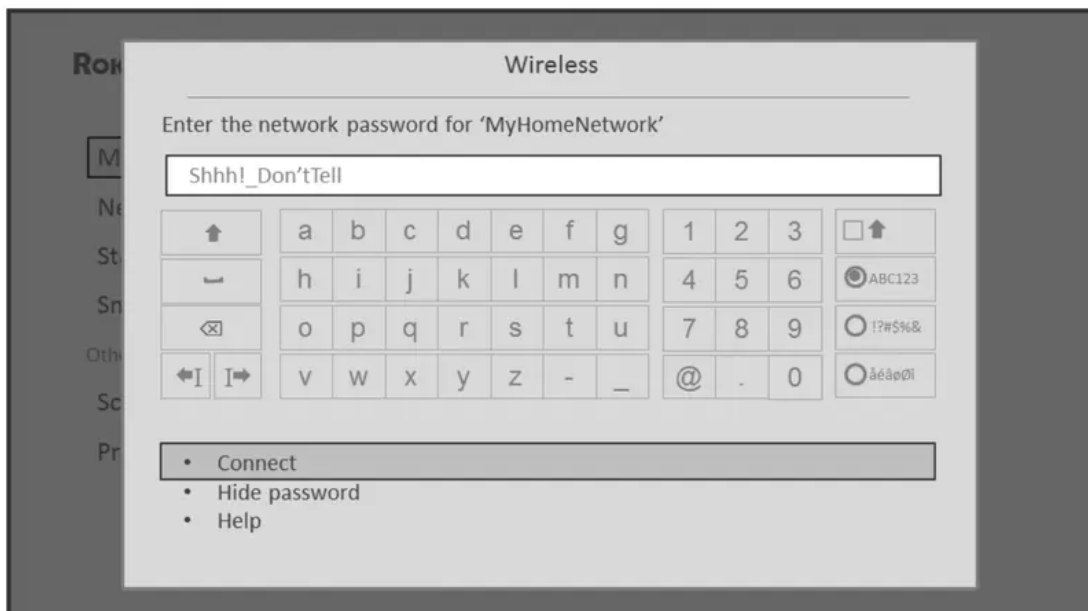 Wireless
Enter the network password for ‘MyHomeNetwork’
Shhh!_Don’tTell
a b c d e f g 1 2 3
h i j k l m n 4 5 6 ABC123
o p q r s t u 7 8 9 !?#$%&
v w x y z - _ @ . 0 åéâøØî
• Connect
• Hide password
• Help